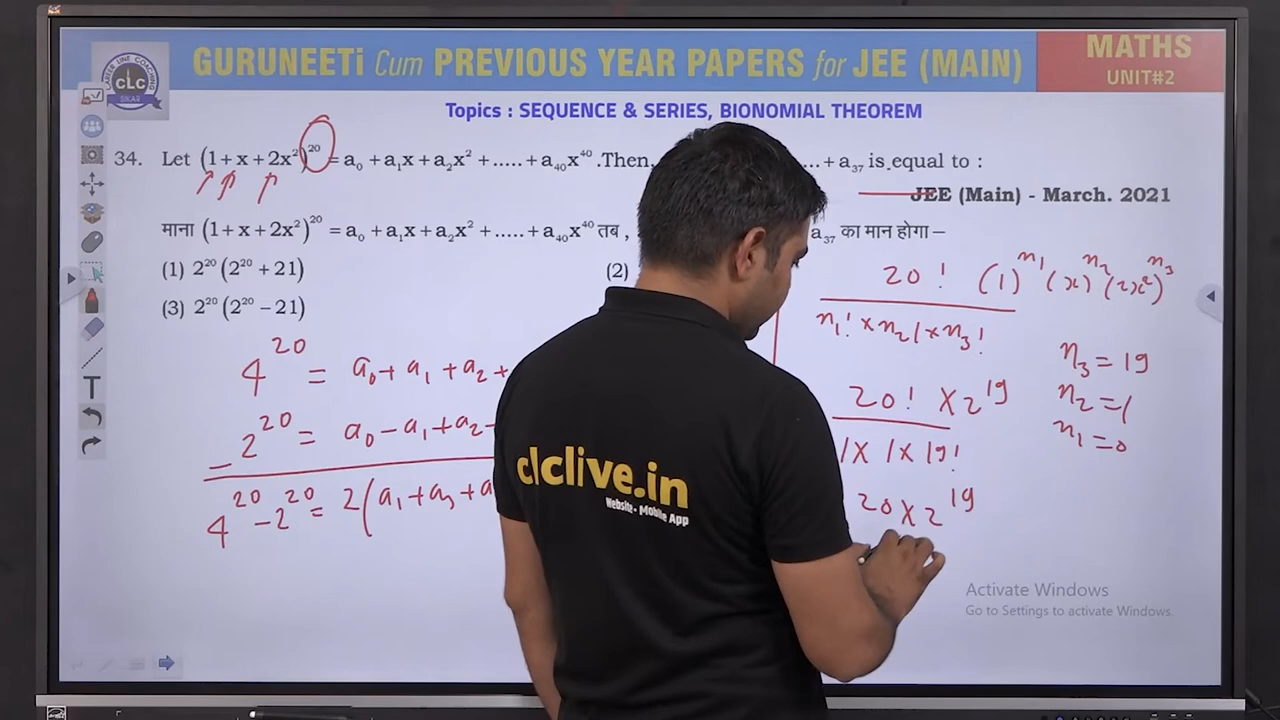 GURUNEETi Cum PREVIOUS YEAR PAPERS for JEE (MAIN)
MATHS
UNIT#2
CAREER LINE COACHING
CLC
SIKAR
Topics : SEQUENCE & SERIES, BIONOMIAL THEOREM
34. Let (1 + x + 2x²)²⁰ = a₀ + a₁x + a₂x² + ..... + a₄₀x⁴⁰ .Then, ... + a₃₇ is equal to :
JEE (Main) - March. 2021
माना (1 + x + 2x²)²⁰ = a₀ + a₁x + a₂x² + ..... + a₄₀x⁴⁰ तब , a₃₇ का मान होगा –
(1) 2²⁰ (2²⁰ + 21)
(2)
(3) 2²⁰ (2²⁰ – 21)
20! (1)ⁿ¹ (x)ⁿ² (2x²)ⁿ³
n₁! × n₂! × n₃!
4²⁰ = a₀ + a₁ + a₂ +
n₃ = 19
20! × 2¹⁹
n₂ = 1
2²⁰ = a₀ – a₁ + a₂ –
n₁ = 0
1 × 1 × 19!
–
4²⁰ – 2²⁰ = 2(a₁ + a₃ + a
20 × 2¹⁹
clclive.in
Website - Mobile App
Activate Windows
Go to Settings to activate Windows.
T